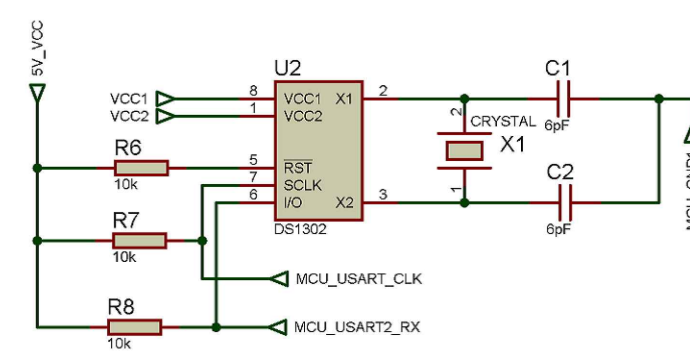 5V_VCC
U2
C1
VCC1
8
VCC1
X1
2
VCC2
1
VCC2
2
CRYSTAL
6pF
X1
R6
10k
5
RST
7
SCLK
6
I/O
X2
3
1
C2
6pF
DS1302
R7
10k
MCU_USART_CLK
R8
10k
MCU_USART2_RX